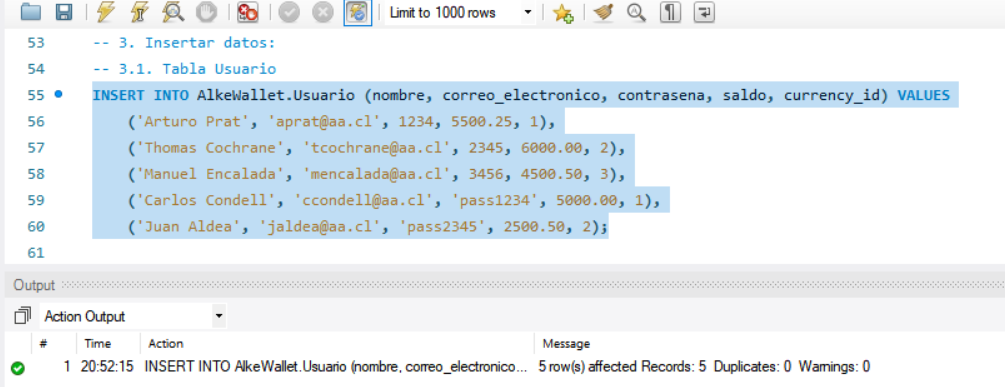 Limit to 1000 rows
53 -- 3. Insertar datos:
54 -- 3.1. Tabla Usuario
55 INSERT INTO AlkeWallet.Usuario (nombre, correo_electronico, contrasena, saldo, currency_id) VALUES
56 ('Arturo Prat', 'aprat@aa.cl', 1234, 5500.25, 1),
57 ('Thomas Cochrane', 'tcochrane@aa.cl', 2345, 6000.00, 2),
58 ('Manuel Encalada', 'mencalada@aa.cl', 3456, 4500.50, 3),
59 ('Carlos Condell', 'ccondell@aa.cl', 'pass1234', 5000.00, 1),
60 ('Juan Aldea', 'jaldea@aa.cl', 'pass2345', 2500.50, 2);
61
Output
Action Output
# Time Action Message
1 20:52:15 INSERT INTO AlkeWallet.Usuario (nombre, correo_electronico... 5 row(s) affected Records: 5 Duplicates: 0 Warnings: 0